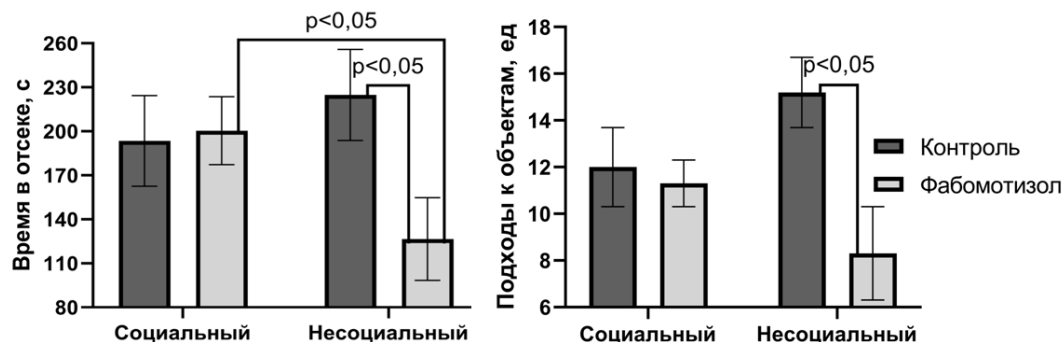 Время в отсеке, с
260
230
200
170
140
110
80
p<0,05
p<0,05
Социальный
Несоциальный
Подходы к объектам, ед
18
16
14
12
10
8
6
p<0,05
Социальный
Несоциальный
Контроль
Фабомотизол